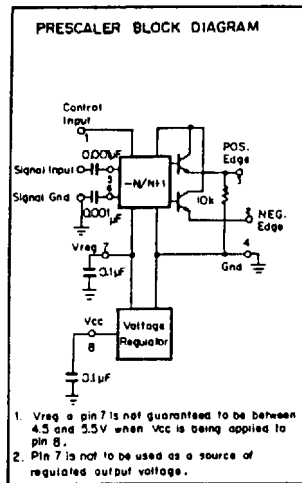 PRESCALER BLOCK DIAGRAM
Control
Input
1
0.001µF
Signal Input
5
÷N/N+1
POS.
Edge
3
10k
Signal Gnd
6
0.001
µF
2
NEG.
Edge
Vreg 7
4
Gnd
0.1µF
Vcc
8
Voltage
Regulator
0.1µF
1. Vreg @ pin 7 is not guaranteed to be between
4.5 and 5.5V when Vcc is being applied to
pin 8.
2. Pin 7 is not to be used as a source of
regulated output voltage.